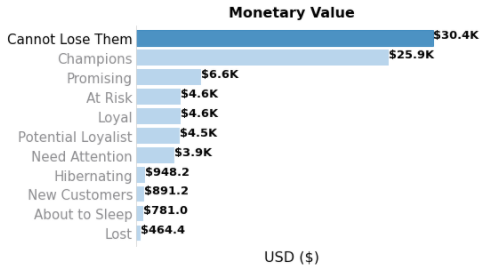 Monetary Value
Cannot Lose Them $30.4K
Champions $25.9K
Promising $6.6K
At Risk $4.6K
Loyal $4.6K
Potential Loyalist $4.5K
Need Attention $3.9K
Hibernating $948.2
New Customers $891.2
About to Sleep $781.0
Lost $464.4
USD ($)